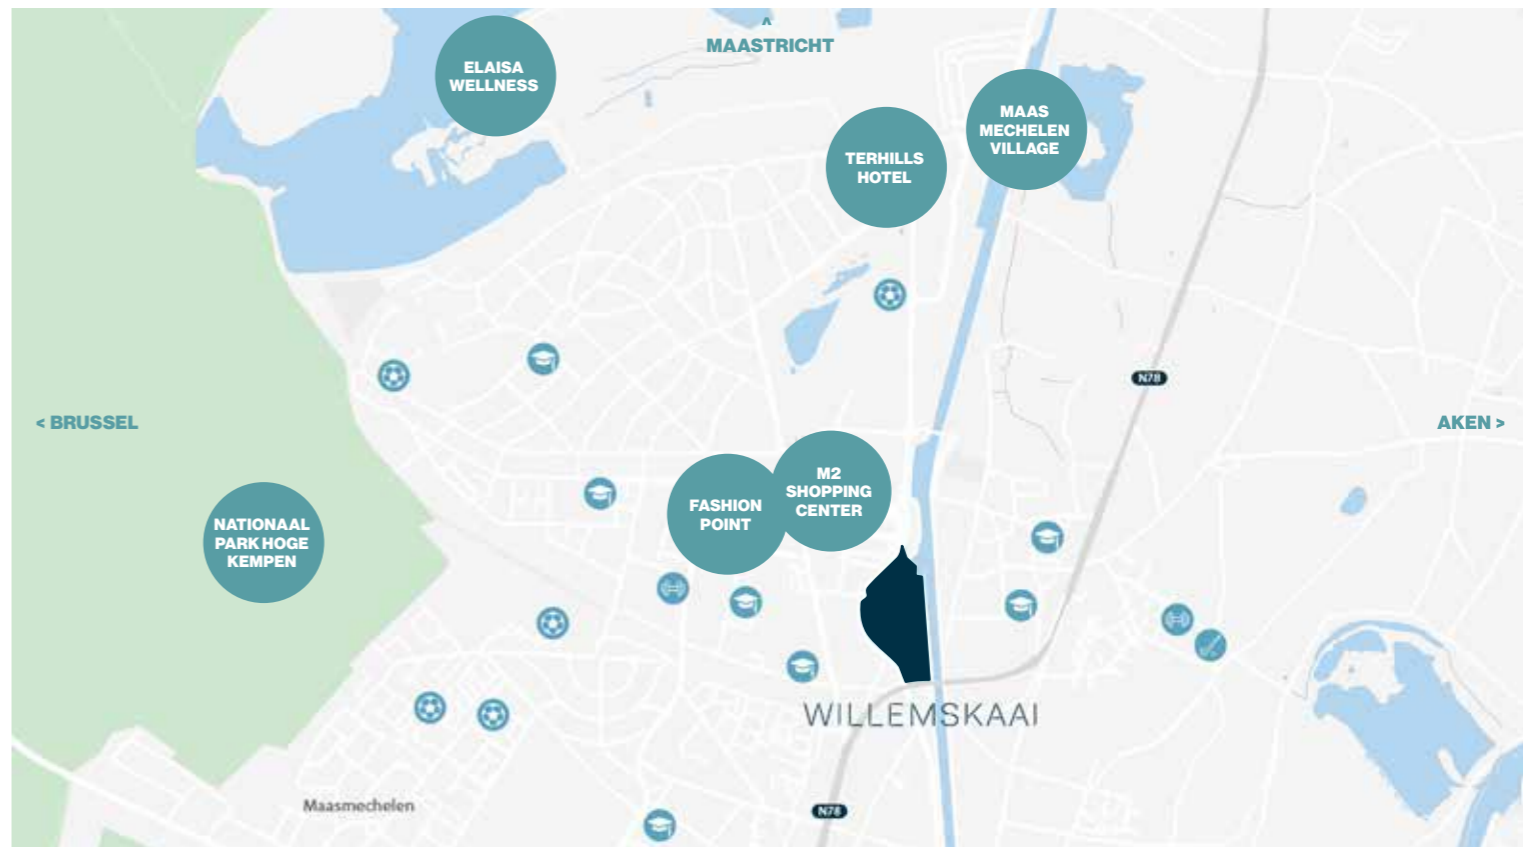 ^
MAASTRICHT
ELAISA
WELLNESS
MAAS
MECHELEN
VILLAGE
TERHILLS
HOTEL
N78
< BRUSSEL
AKEN >
M2
SHOPPING
CENTER
FASHION
POINT
NATIONAAL
PARK HOGE
KEMPEN
WILLEMSKAAI
Maasmechelen
N78